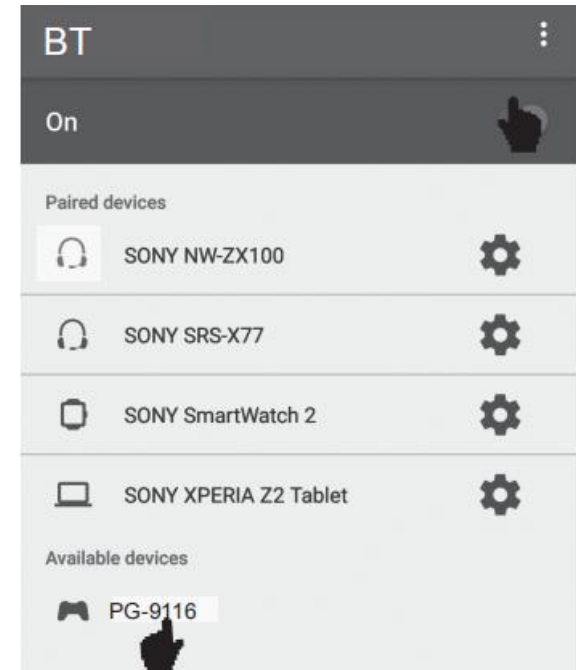 BT
On
Paired devices
SONY NW-ZX100
SONY SRS-X77
SONY SmartWatch 2
SONY XPERIA Z2 Tablet
Available devices
PG-9116